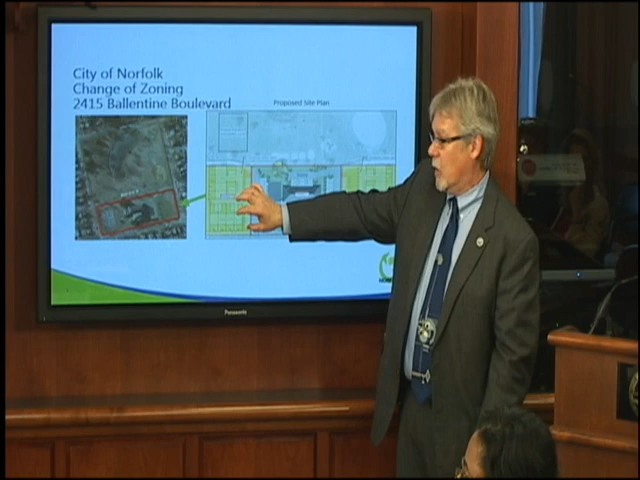 City of Norfolk
Change of Zoning
2415 Ballentine Boulevard
Proposed Site Plan
Panasonic